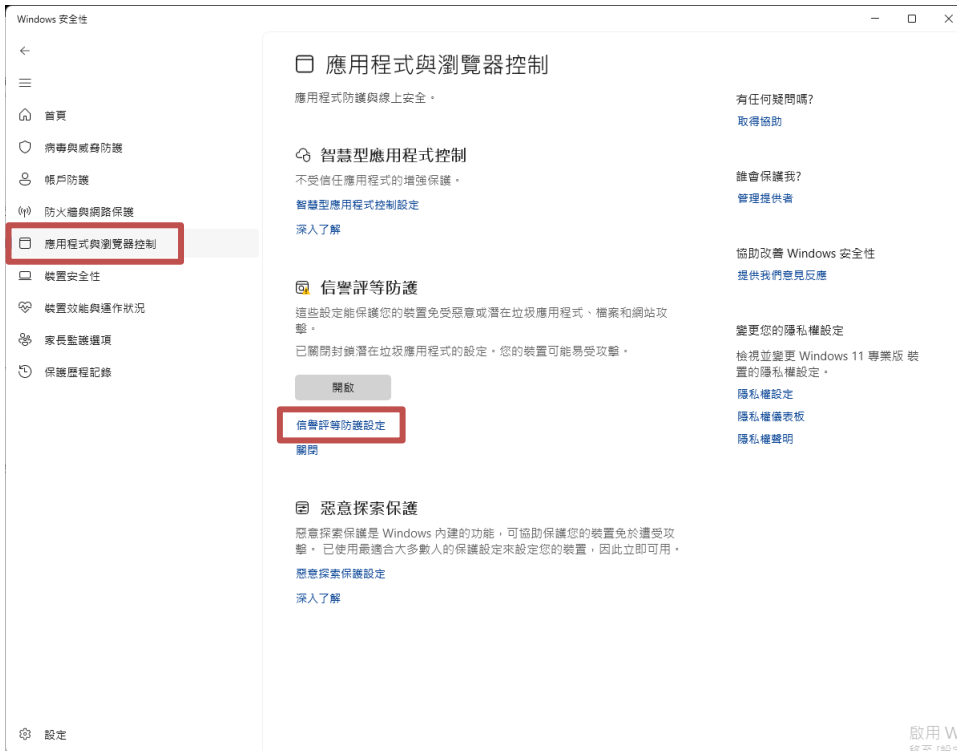 Windows 安全性
首頁
病毒與威脅防護
帳戶防護
防火牆與網路保護
應用程式與瀏覽器控制
裝置安全性
裝置效能與運作狀況
家長監護選項
保護歷程記錄
設定
應用程式與瀏覽器控制
應用程式防護與線上安全。
智慧型應用程式控制
不受信任應用程式的增強保護。
智慧型應用程式控制設定
深入了解
信譽評等防護
這些設定能保護您的裝置免受惡意或潛在垃圾應用程式、檔案和網站攻
擊。
已關閉封鎖潛在垃圾應用程式的設定。您的裝置可能易受攻擊。
開啟
信譽評等防護設定
關閉
惡意探索保護
惡意探索保護是 Windows 內建的功能，可協助保護您的裝置免於遭受攻
擊。 已使用最適合大多數人的保護設定來設定您的裝置，因此立即可用。
惡意探索保護設定
深入了解
有任何疑問嗎?
取得協助
誰會保護我?
管理提供者
協助改善 Windows 安全性
提供我們意見反應
變更您的隱私權設定
檢視並變更 Windows 11 專業版 裝
置的隱私權設定。
隱私權設定
隱私權儀表板
隱私權聲明
啟用 W